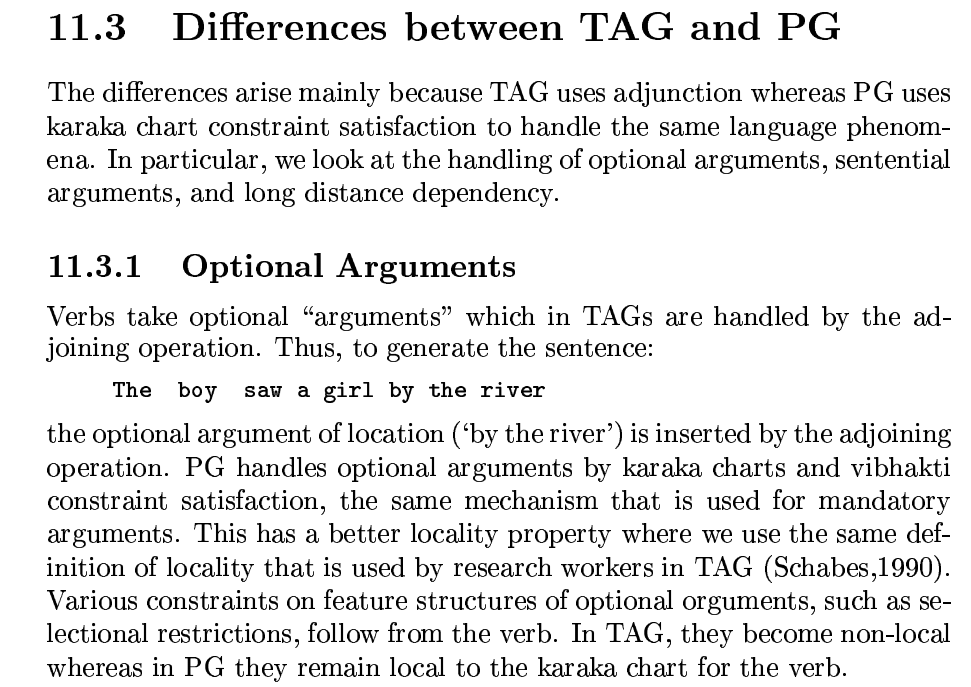 11.3 Differences between TAG and PG
The differences arise mainly because TAG uses adjunction whereas PG uses
karaka chart constraint satisfaction to handle the same language phenom-
ena. In particular, we look at the handling of optional arguments, sentential
arguments, and long distance dependency.
11.3.1 Optional Arguments
Verbs take optional “arguments” which in TAGs are handled by the ad-
joining operation. Thus, to generate the sentence:
The boy saw a girl by the river
the optional argument of location (‘by the river’) is inserted by the adjoining
operation. PG handles optional arguments by karaka charts and vibhakti
constraint satisfaction, the same mechanism that is used for mandatory
arguments. This has a better locality property where we use the same def-
inition of locality that is used by research workers in TAG (Schabes,1990).
Various constraints on feature structures of optional orguments, such as se-
lectional restrictions, follow from the verb. In TAG, they become non-local
whereas in PG they remain local to the karaka chart for the verb.